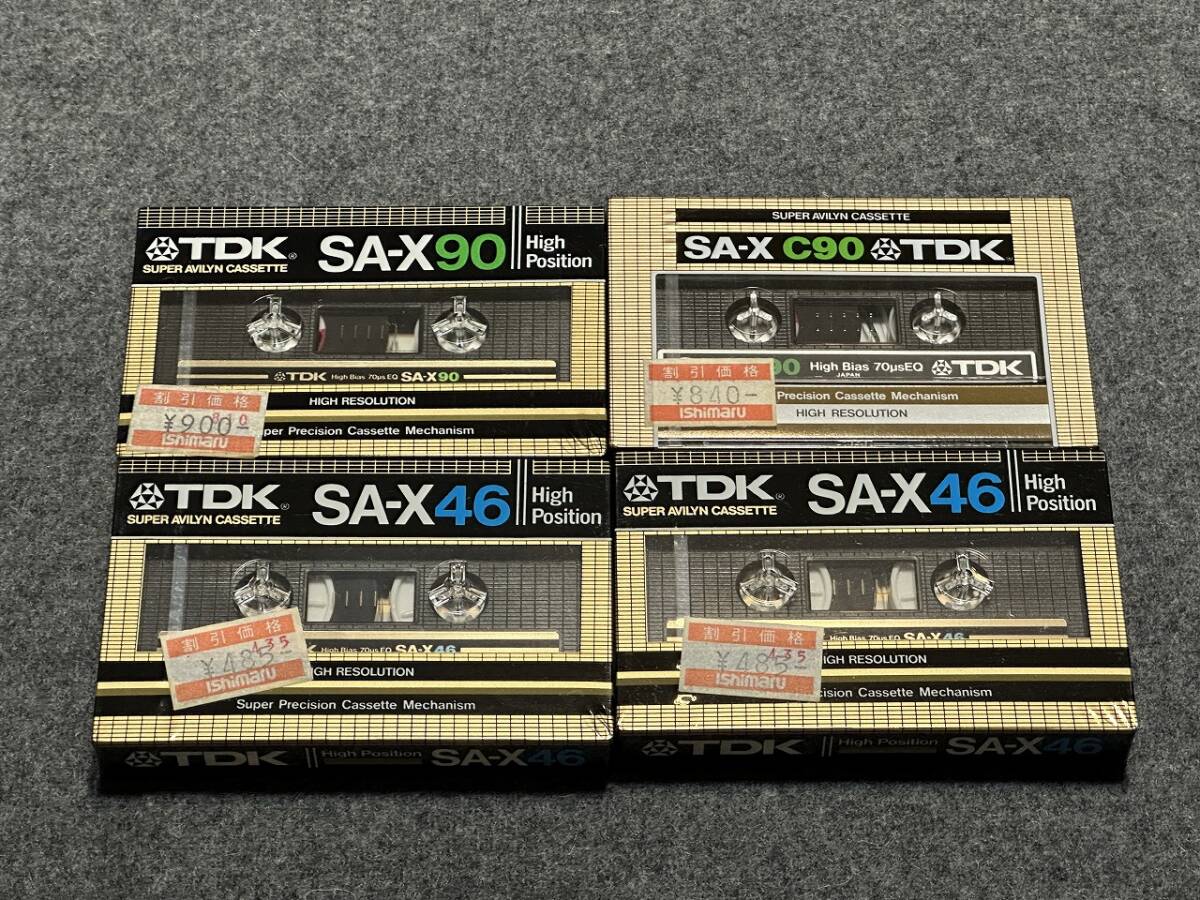 TDK®
SUPER AVILYN CASSETTE
SA-X90
High
Position
TDK High Bias 70μs EQ SA-X90
割引価格
¥900-
Ishimaru
HIGH RESOLUTION
Super Precision Cassette Mechanism
SUPER AVILYN CASSETTE
SA-X C90 TDK™
90 High Bias 70μsEQ TDK
JAPAN
割引価格
¥840-
Ishimaru
Precision Cassette Mechanism
HIGH RESOLUTION
TDK®
SUPER AVILYN CASSETTE
SA-X46
High
Position
High Bias 70μs EQ SA-X46
割引価格
¥485-
435
Ishimaru
HIGH RESOLUTION
Super Precision Cassette Mechanism
TDK High Position SA-X46
TDK®
SUPER AVILYN CASSETTE
SA-X46
High
Position
High Bias 70μs EQ SA-X46
割引価格
¥485-
435
Ishimaru
HIGH RESOLUTION
Precision Cassette Mechanism
TDK High Position SA-X46